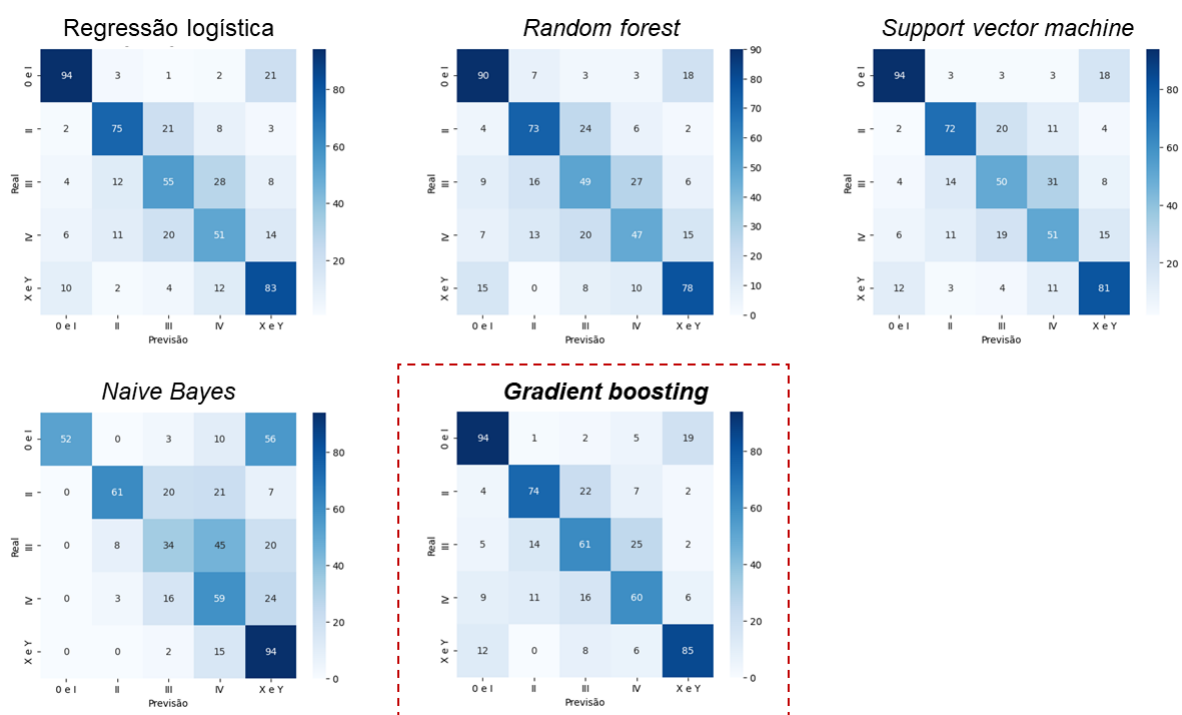 Regressão logística
Random forest
Support vector machine
0 e I 94 3 1 2 21
II 2 75 21 8 3
III 4 12 55 28 8
IV 6 11 20 51 14
X e Y 10 2 4 12 83
0 e I II III IV X e Y
Real
Previsão
80
60
40
20
0 e I 90 7 3 3 18
II 4 73 24 6 2
III 9 16 49 27 6
IV 7 13 20 47 15
X e Y 15 0 8 10 78
0 e I II III IV X e Y
Real
Previsão
90
80
70
60
50
40
30
20
10
0
0 e I 94 3 3 3 18
II 2 72 20 11 4
III 4 14 50 31 8
IV 6 11 19 51 15
X e Y 12 3 4 11 81
0 e I II III IV X e Y
Real
Previsão
80
60
40
20
Naive Bayes
Gradient boosting
0 e I 52 0 3 10 56
II 0 61 20 21 7
III 0 8 34 45 20
IV 0 3 16 59 24
X e Y 0 0 2 15 94
0 e I II III IV X e Y
Real
Previsão
80
60
40
20
0
0 e I 94 1 2 5 19
II 4 74 22 7 2
III 5 14 61 25 2
IV 9 11 16 60 6
X e Y 12 0 8 6 85
0 e I II III IV X e Y
Real
Previsão
80
60
40
20
0